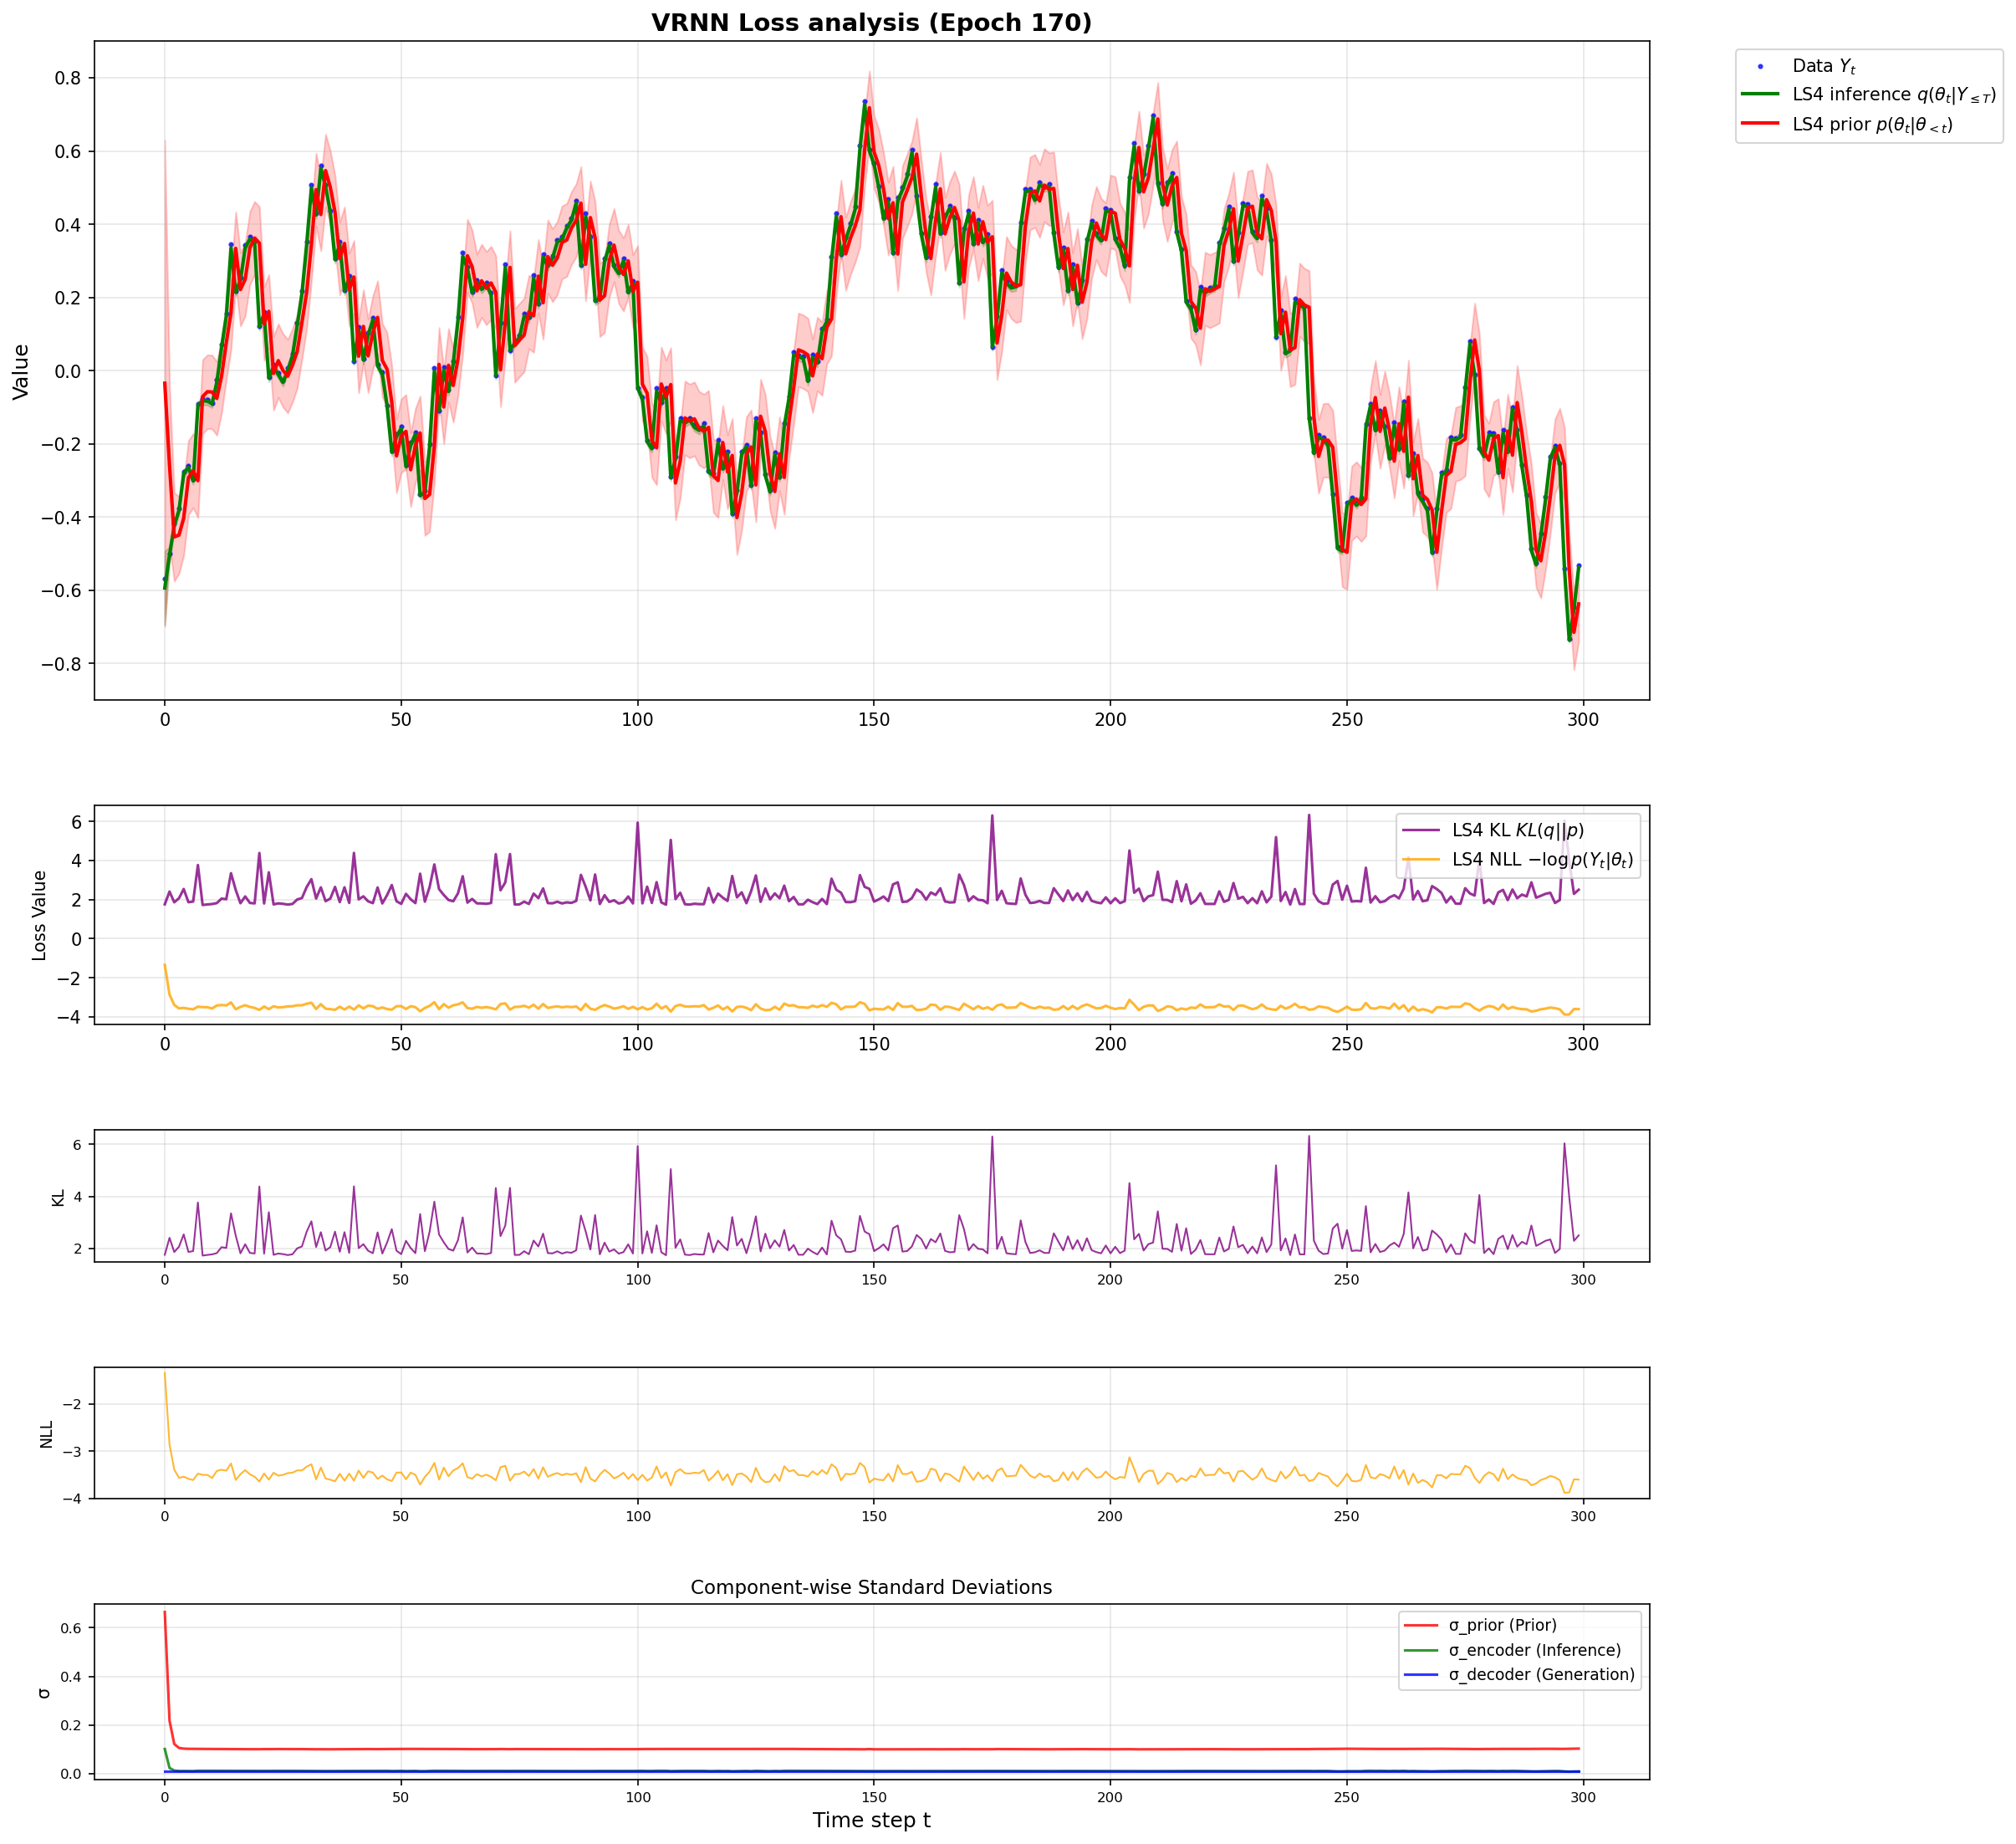 VRNN Loss analysis (Epoch 170)
Value
0.8
0.6
0.4
0.2
0.0
−0.2
−0.4
−0.6
−0.8
0 50 100 150 200 250 300
Data Y_t
LS4 inference q(θ_t|Y_≤T)
LS4 prior p(θ_t|θ_<t)
Loss Value
6
4
2
0
−2
−4
LS4 KL KL(q||p)
LS4 NLL −log p(Y_t|θ_t)
0 50 100 150 200 250 300
KL
6
4
2
0 50 100 150 200 250 300
NLL
−2
−3
−4
0 50 100 150 200 250 300
Component-wise Standard Deviations
σ
0.6
0.4
0.2
0.0
σ_prior (Prior)
σ_encoder (Inference)
σ_decoder (Generation)
0 50 100 150 200 250 300
Time step t